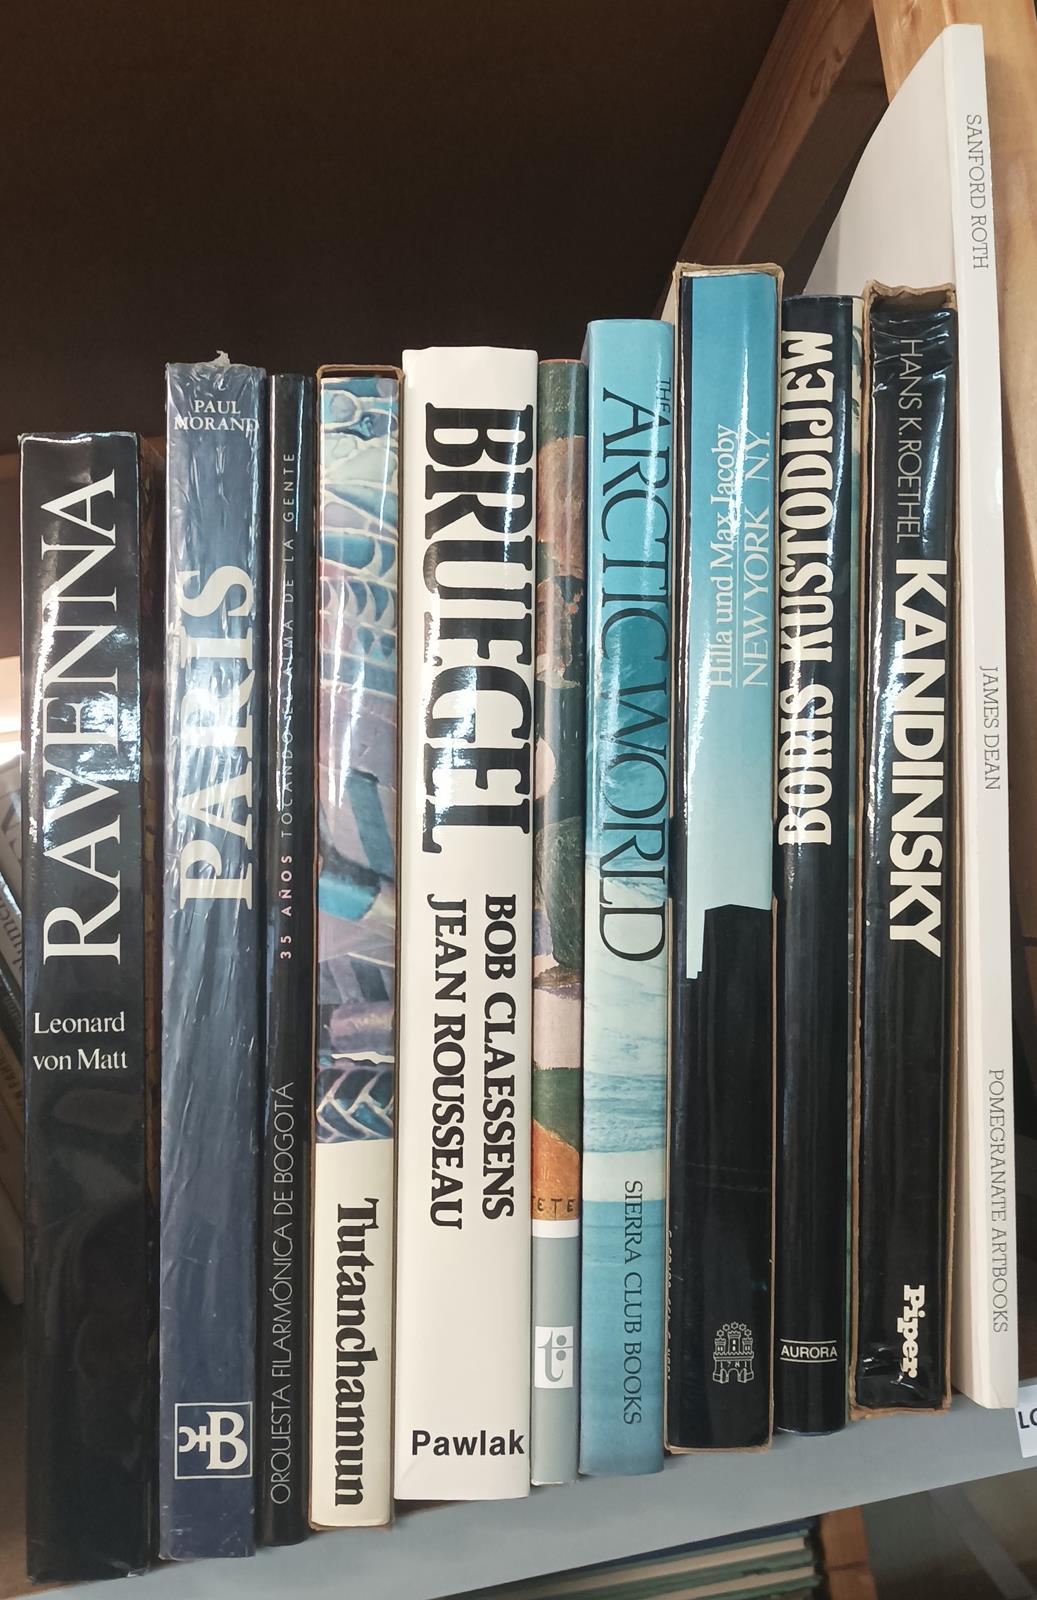 RAWENNA
Leonard
von Matt
PAUL
MORAND
PARIS
B
35 AÑOS TOCANDO EL ALMA DE LA GENTE
ORQUESTA FILARMÓNICA DE BOGOTÁ
Tutanchamun
BRUEGEL
BOB CLAESSENS
JEAN ROUSSEAU
Pawlak
t
THE
ARCTIC WORLD
SIERRA CLUB BOOKS
Hilla und Max Jacoby
NEW YORK N.Y.
BORIS KUSTODIJEW
AURORA
HANS K.ROETHEL KANDINSKY
Piper
SANFORD ROTH
JAMES DEAN
POMEGRANATE ARTBOOKS